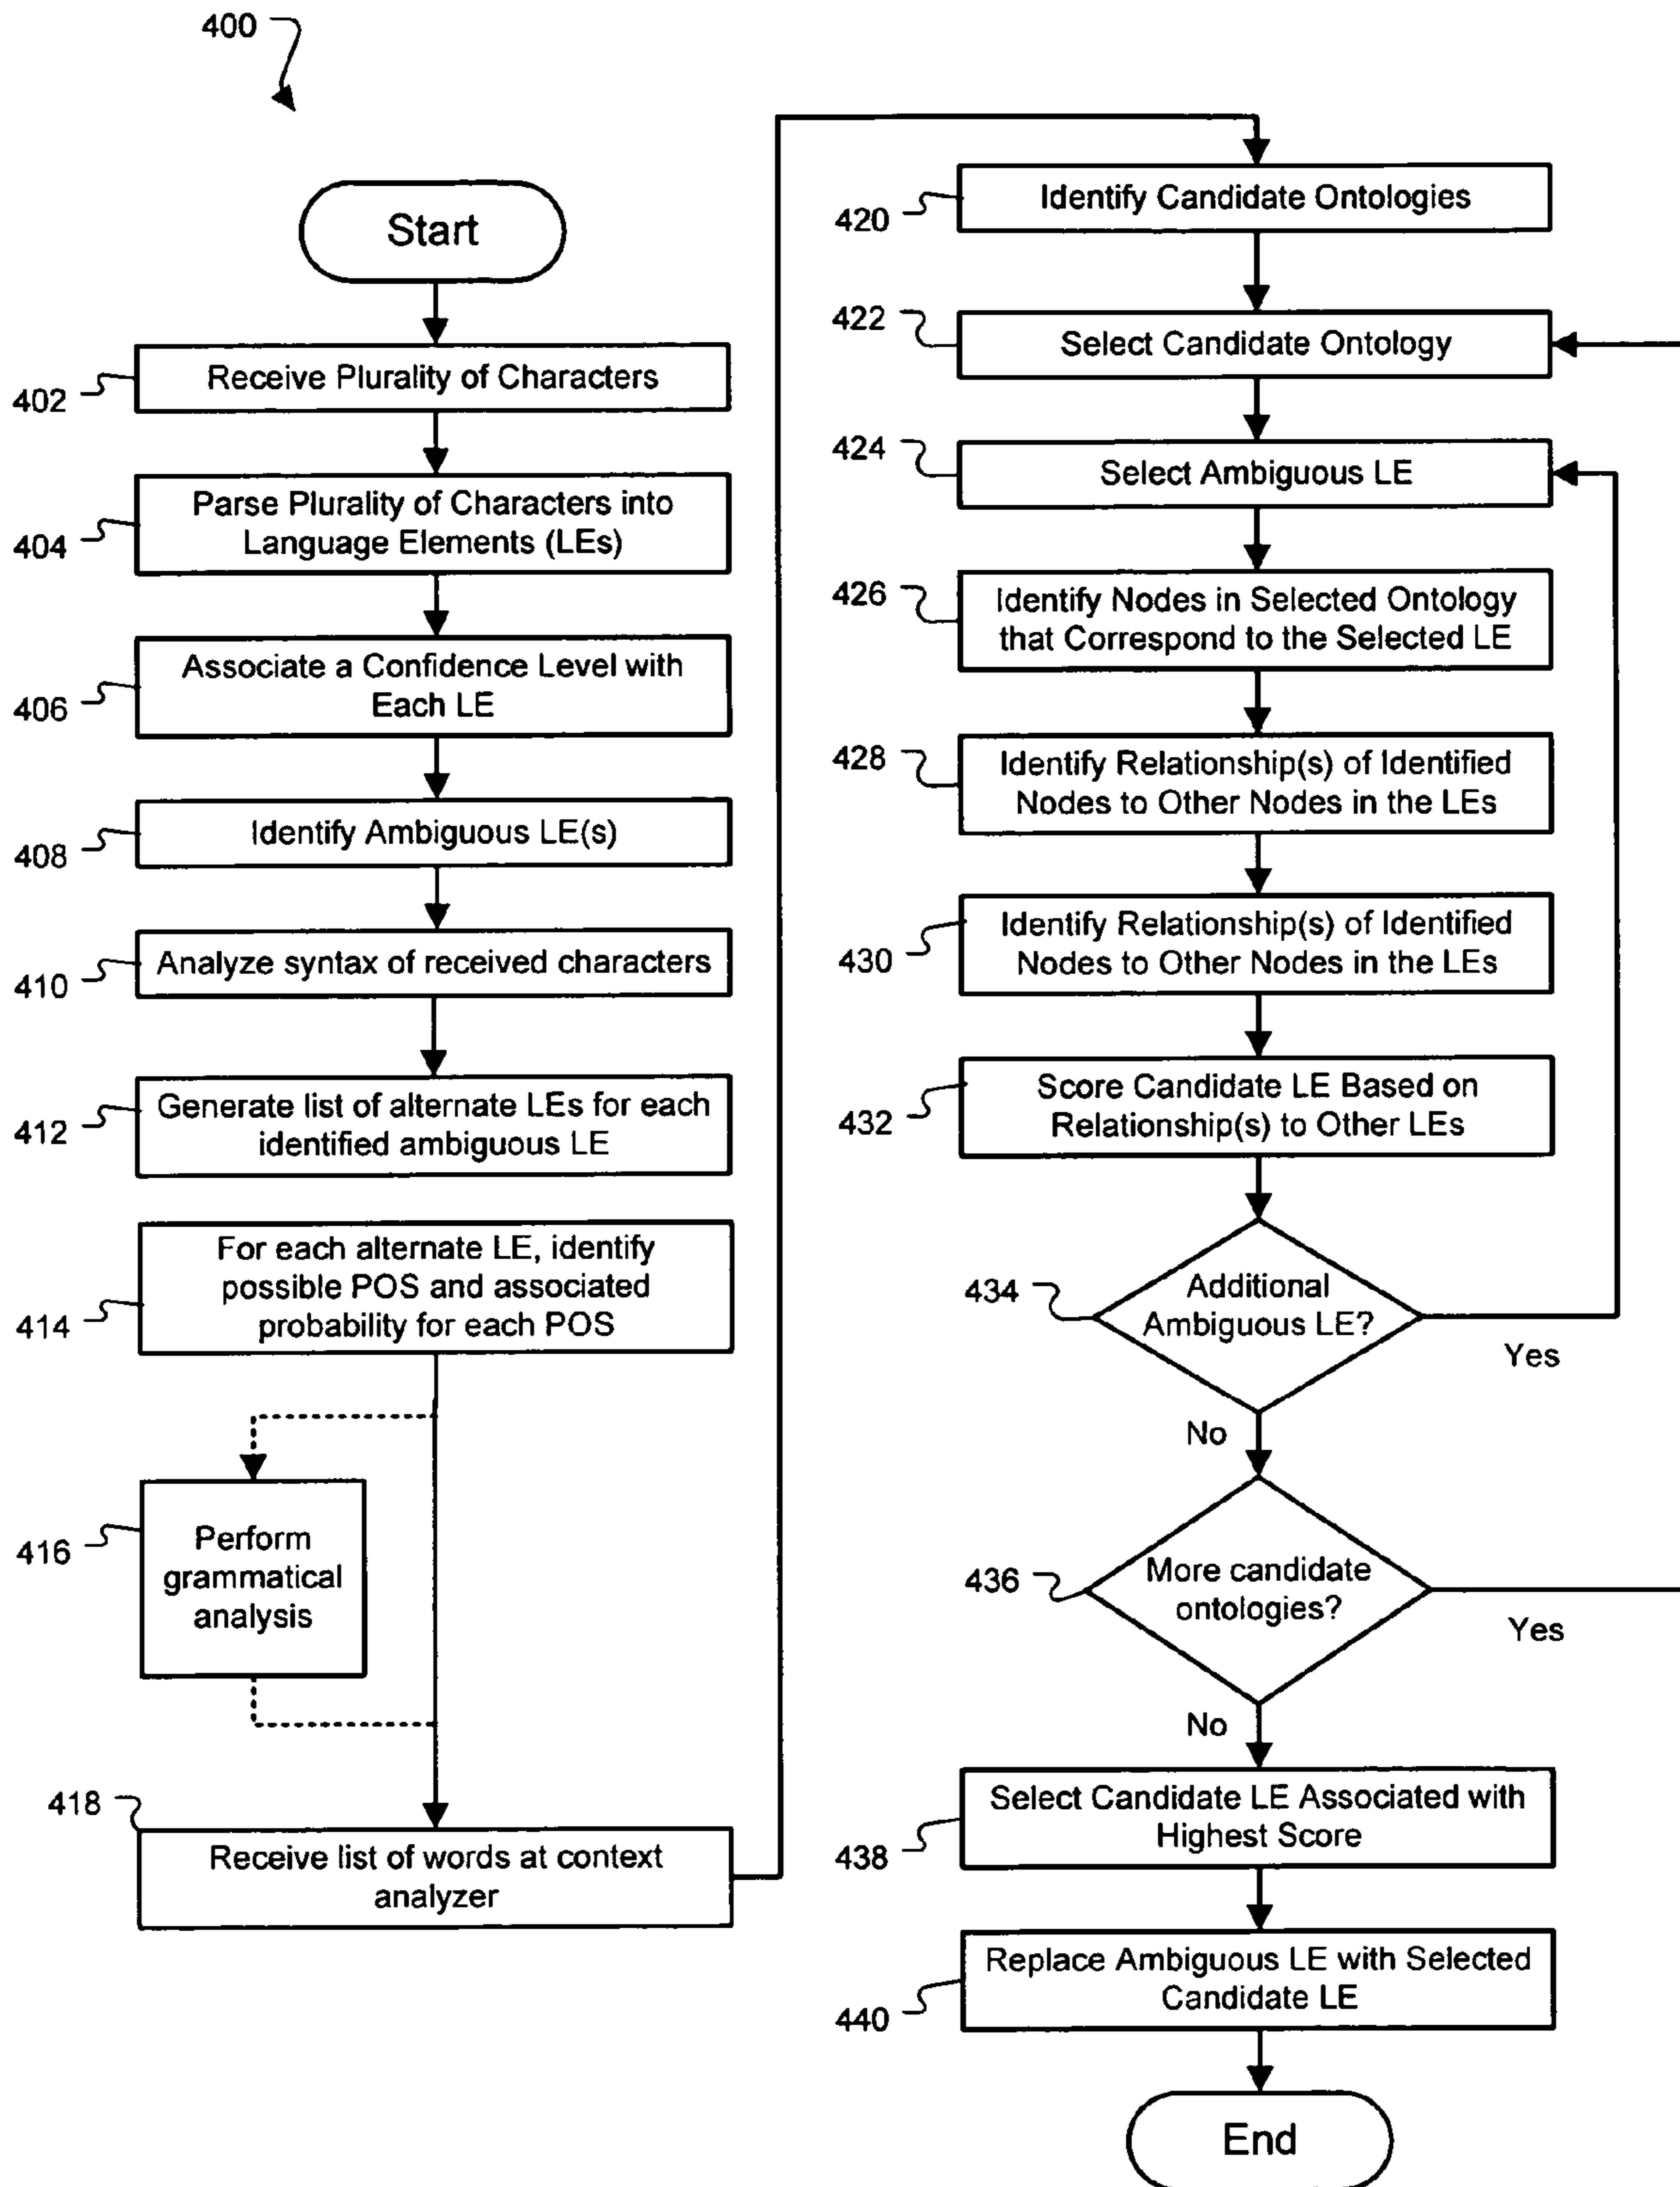 400
Start
402
Receive Plurality of Characters
404
Parse Plurality of Characters into
Language Elements (LEs)
406
Associate a Confidence Level with
Each LE
408
Identify Ambiguous LE(s)
410
Analyze syntax of received characters
412
Generate list of alternate LEs for each
identified ambiguous LE
414
For each alternate LE, identify
possible POS and associated
probability for each POS
416
Perform
grammatical
analysis
418
Receive list of words at context
analyzer
420
Identify Candidate Ontologies
422
Select Candidate Ontology
424
Select Ambiguous LE
426
Identify Nodes in Selected Ontology
that Correspond to the Selected LE
428
Identify Relationship(s) of Identified
Nodes to Other Nodes in the LEs
430
Identify Relationship(s) of Identified
Nodes to Other Nodes in the LEs
432
Score Candidate LE Based on
Relationship(s) to Other LEs
434
Additional
Ambiguous LE?
Yes
No
436
More candidate
ontologies?
Yes
No
438
Select Candidate LE Associated with
Highest Score
440
Replace Ambiguous LE with Selected
Candidate LE
End